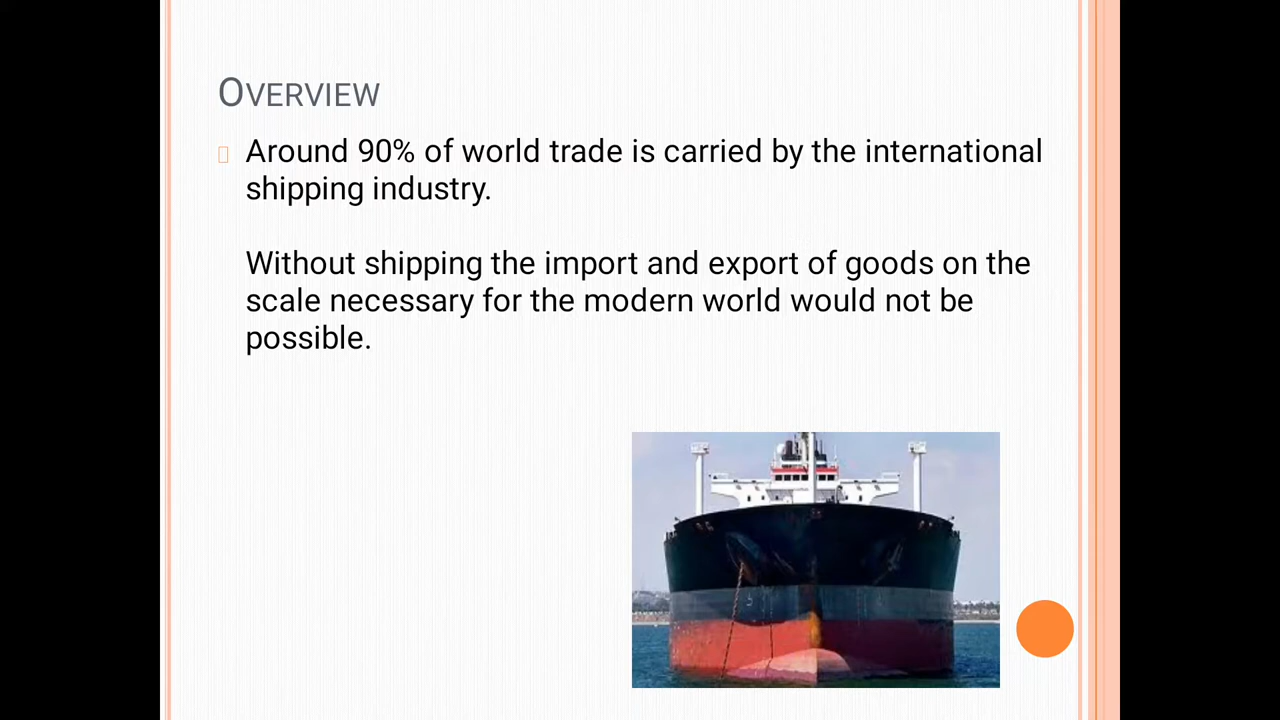 OVERVIEW
Around 90% of world trade is carried by the international
shipping industry.
Without shipping the import and export of goods on the
scale necessary for the modern world would not be
possible.